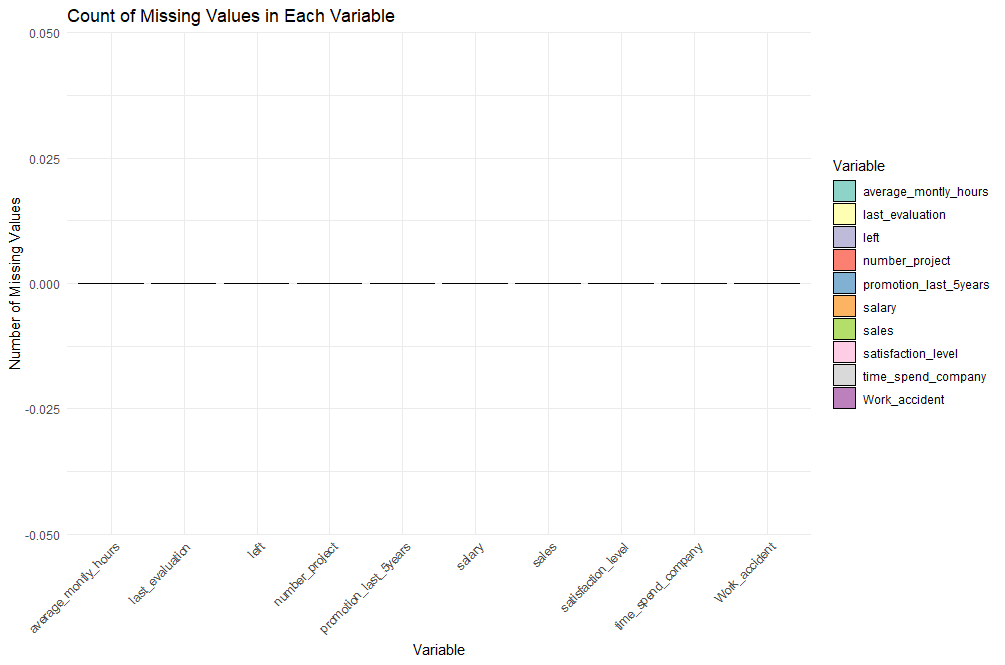 Count of Missing Values in Each Variable
Number of Missing Values
0.050
0.025
0.000
-0.025
-0.050
average_montly_hours
last_evaluation
left
number_project
promotion_last_5years
salary
sales
satisfaction_level
time_spend_company
Work_accident
Variable
Variable
average_montly_hours
last_evaluation
left
number_project
promotion_last_5years
salary
sales
satisfaction_level
time_spend_company
Work_accident